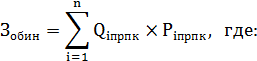 З_обин = ∑_{i=1}^{n} Q_iпрпк × P_iпрпк, где: